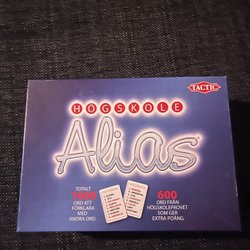 TACTIC
HÖGSKOLE
Alias
TOTALT
ORD ATT
FÖRKLARA
MED
ANDRA ORD
600
ORD FRÅN
HÖGSKOLEPROVET
SOM GER
EXTRA POÄNG.